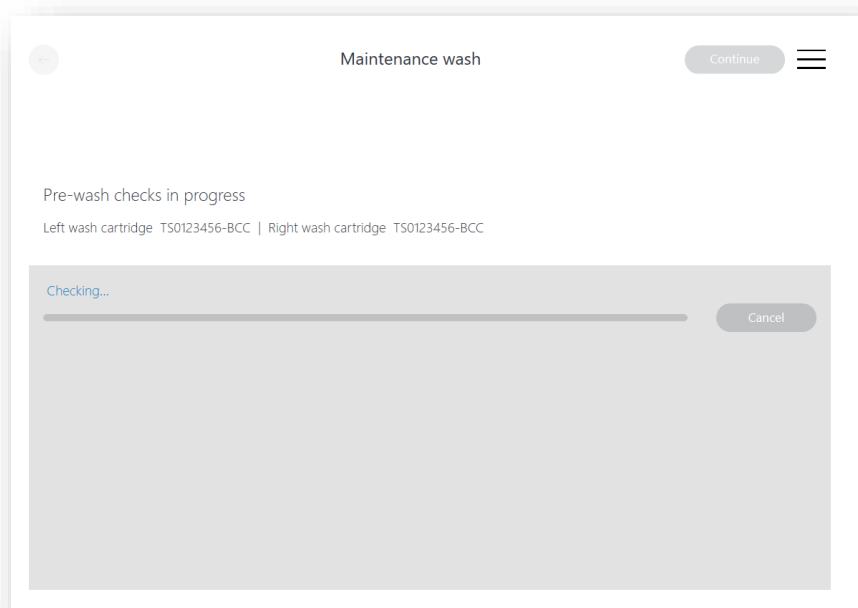 Maintenance wash
Continue
Pre-wash checks in progress
Left wash cartridge TS0123456-BCC | Right wash cartridge TS0123456-BCC
Checking...
Cancel